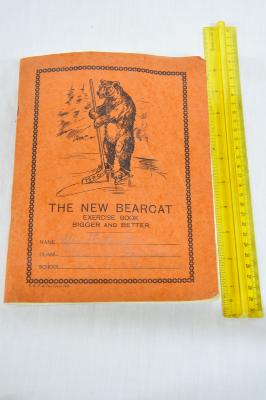 THE NEW BEARCAT
EXERCISE BOOK
BIGGER AND BETTER
NAME
CLASS
SCHOOL